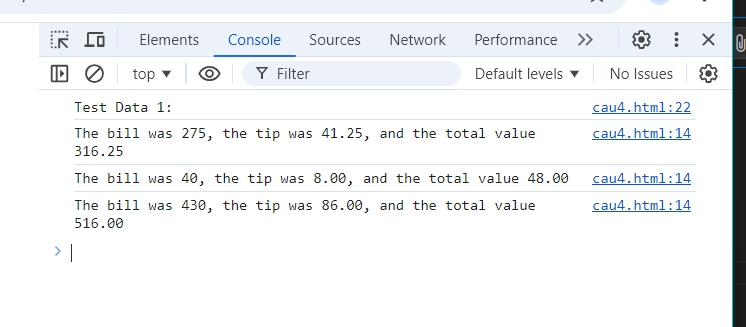 Elements Console Sources Network Performance
top Filter Default levels No Issues
Test Data 1: cau4.html:22
The bill was 275, the tip was 41.25, and the total value cau4.html:14
316.25
The bill was 40, the tip was 8.00, and the total value 48.00 cau4.html:14
The bill was 430, the tip was 86.00, and the total value cau4.html:14
516.00